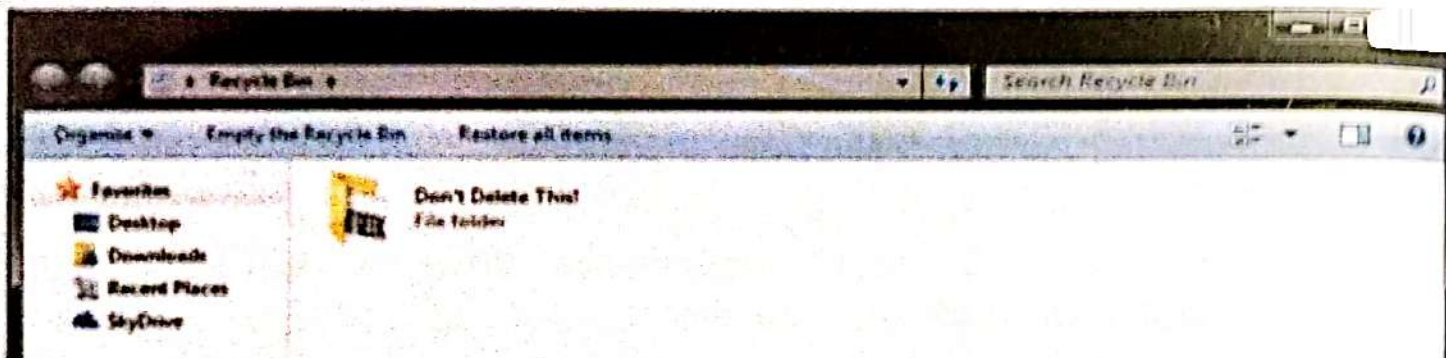 Recycle Bin
Search Recycle Bin
Organize
Empty the Recycle Bin
Restore all items
Favorites
Desktop
Downloads
Recent Places
SkyDrive
Don't Delete This!
File folder